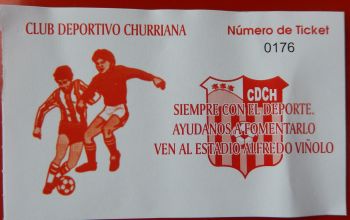 CLUB DEPORTIVO CHURRIANA
Número de Ticket
0176
CDCH
SIEMPRE CON EL DEPORTE.
AYUDANOS A FOMENTARLO
VEN AL ESTADIO ALFREDO VIÑOLO